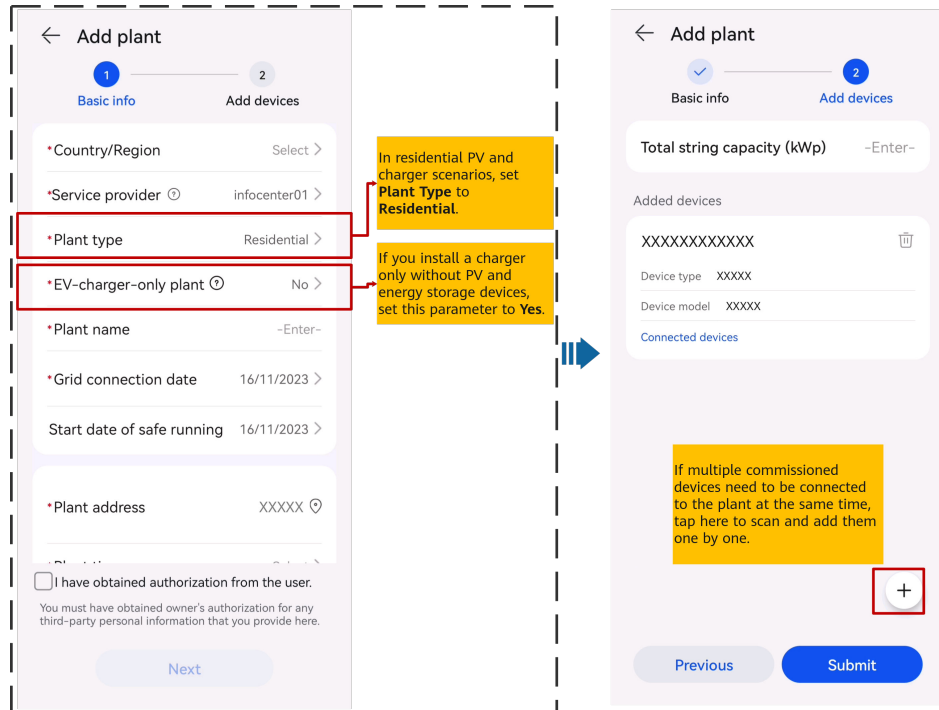 Add plant
1
2
Basic info
Add devices
*Country/Region
Select >
*Service provider ?
infocenter01 >
*Plant type
Residential >
*EV-charger-only plant ?
No >
*Plant name
-Enter-
*Grid connection date
16/11/2023 >
Start date of safe running
16/11/2023 >
*Plant address
XXXXX
I have obtained authorization from the user.
You must have obtained owner's authorization for any
third-party personal information that you provide here.
Next
In residential PV and
charger scenarios, set
Plant Type to
Residential.
If you install a charger
only without PV and
energy storage devices,
set this parameter to Yes.
Add plant
2
Basic info
Add devices
Total string capacity (kWp)
-Enter-
Added devices
XXXXXXXXXXXX
Device type XXXXX
Device model XXXXX
Connected devices
If multiple commissioned
devices need to be connected
to the plant at the same time,
tap here to scan and add them
one by one.
+
Previous
Submit